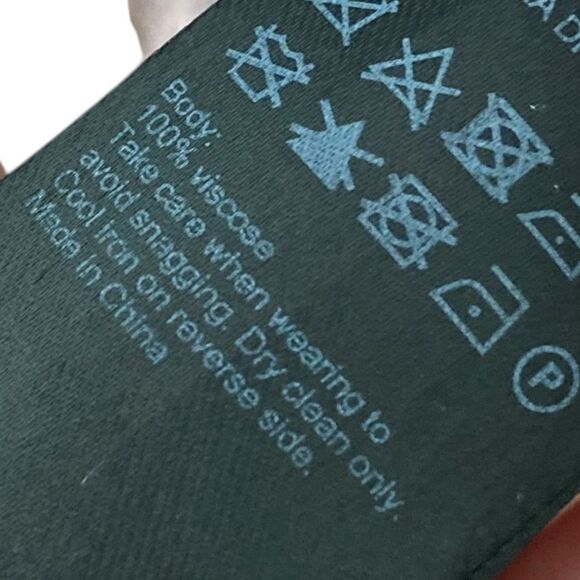 Body:
100% viscose
Take care when wearing to
avoid snagging. Dry clean only.
Cool iron on reverse side.
Made in China
P